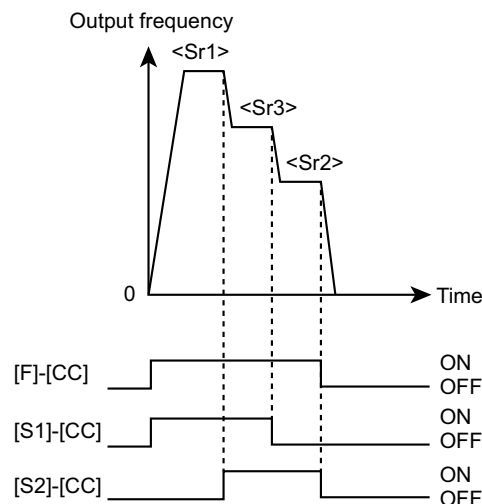 Output frequency
<Sr1>
<Sr3>
<Sr2>
0
Time
[F]-[CC]
ON
OFF
[S1]-[CC]
ON
OFF
[S2]-[CC]
ON
OFF